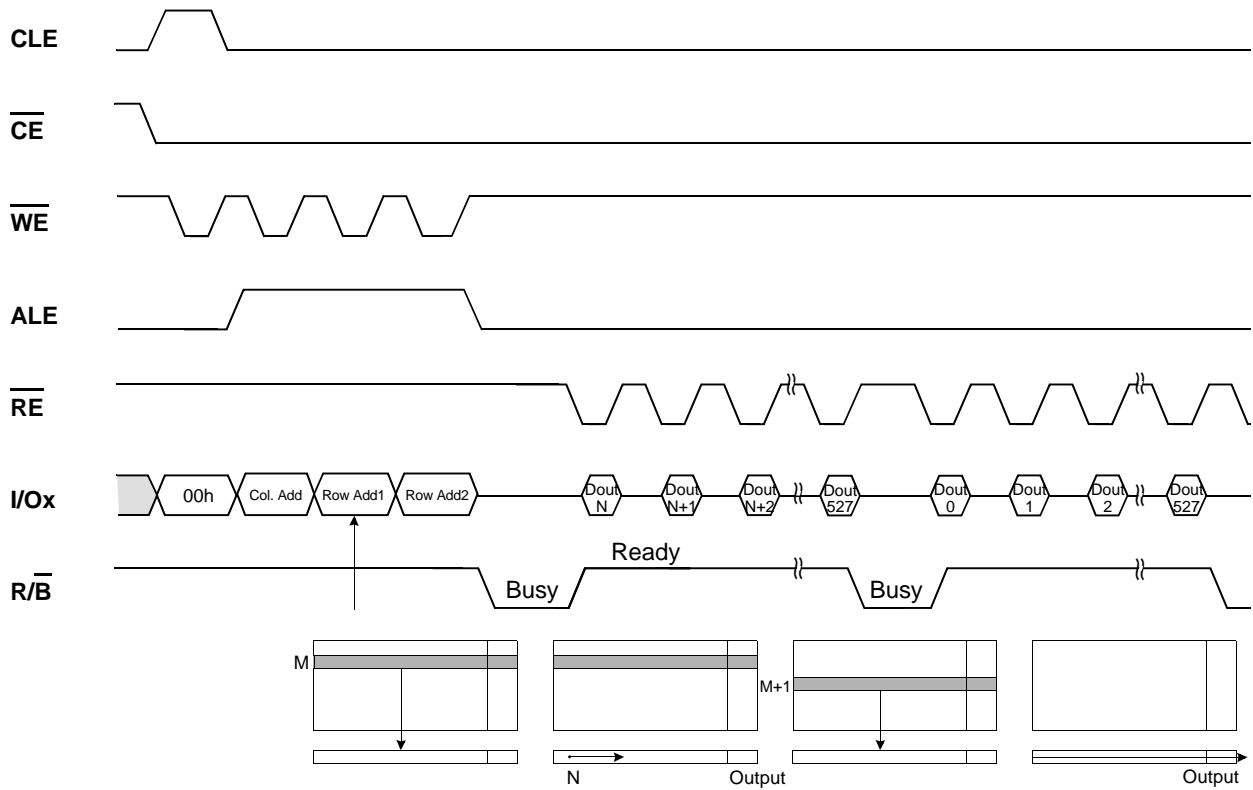 CLE
CE
WE
ALE
RE
I/Ox
00h
Col. Add
Row Add1
Row Add2
Dout
N
Dout
N+1
Dout
N+2
Dout
527
Dout
0
Dout
1
Dout
2
Dout
527
R/B
Busy
Ready
Busy
M
M+1
N
Output
Output